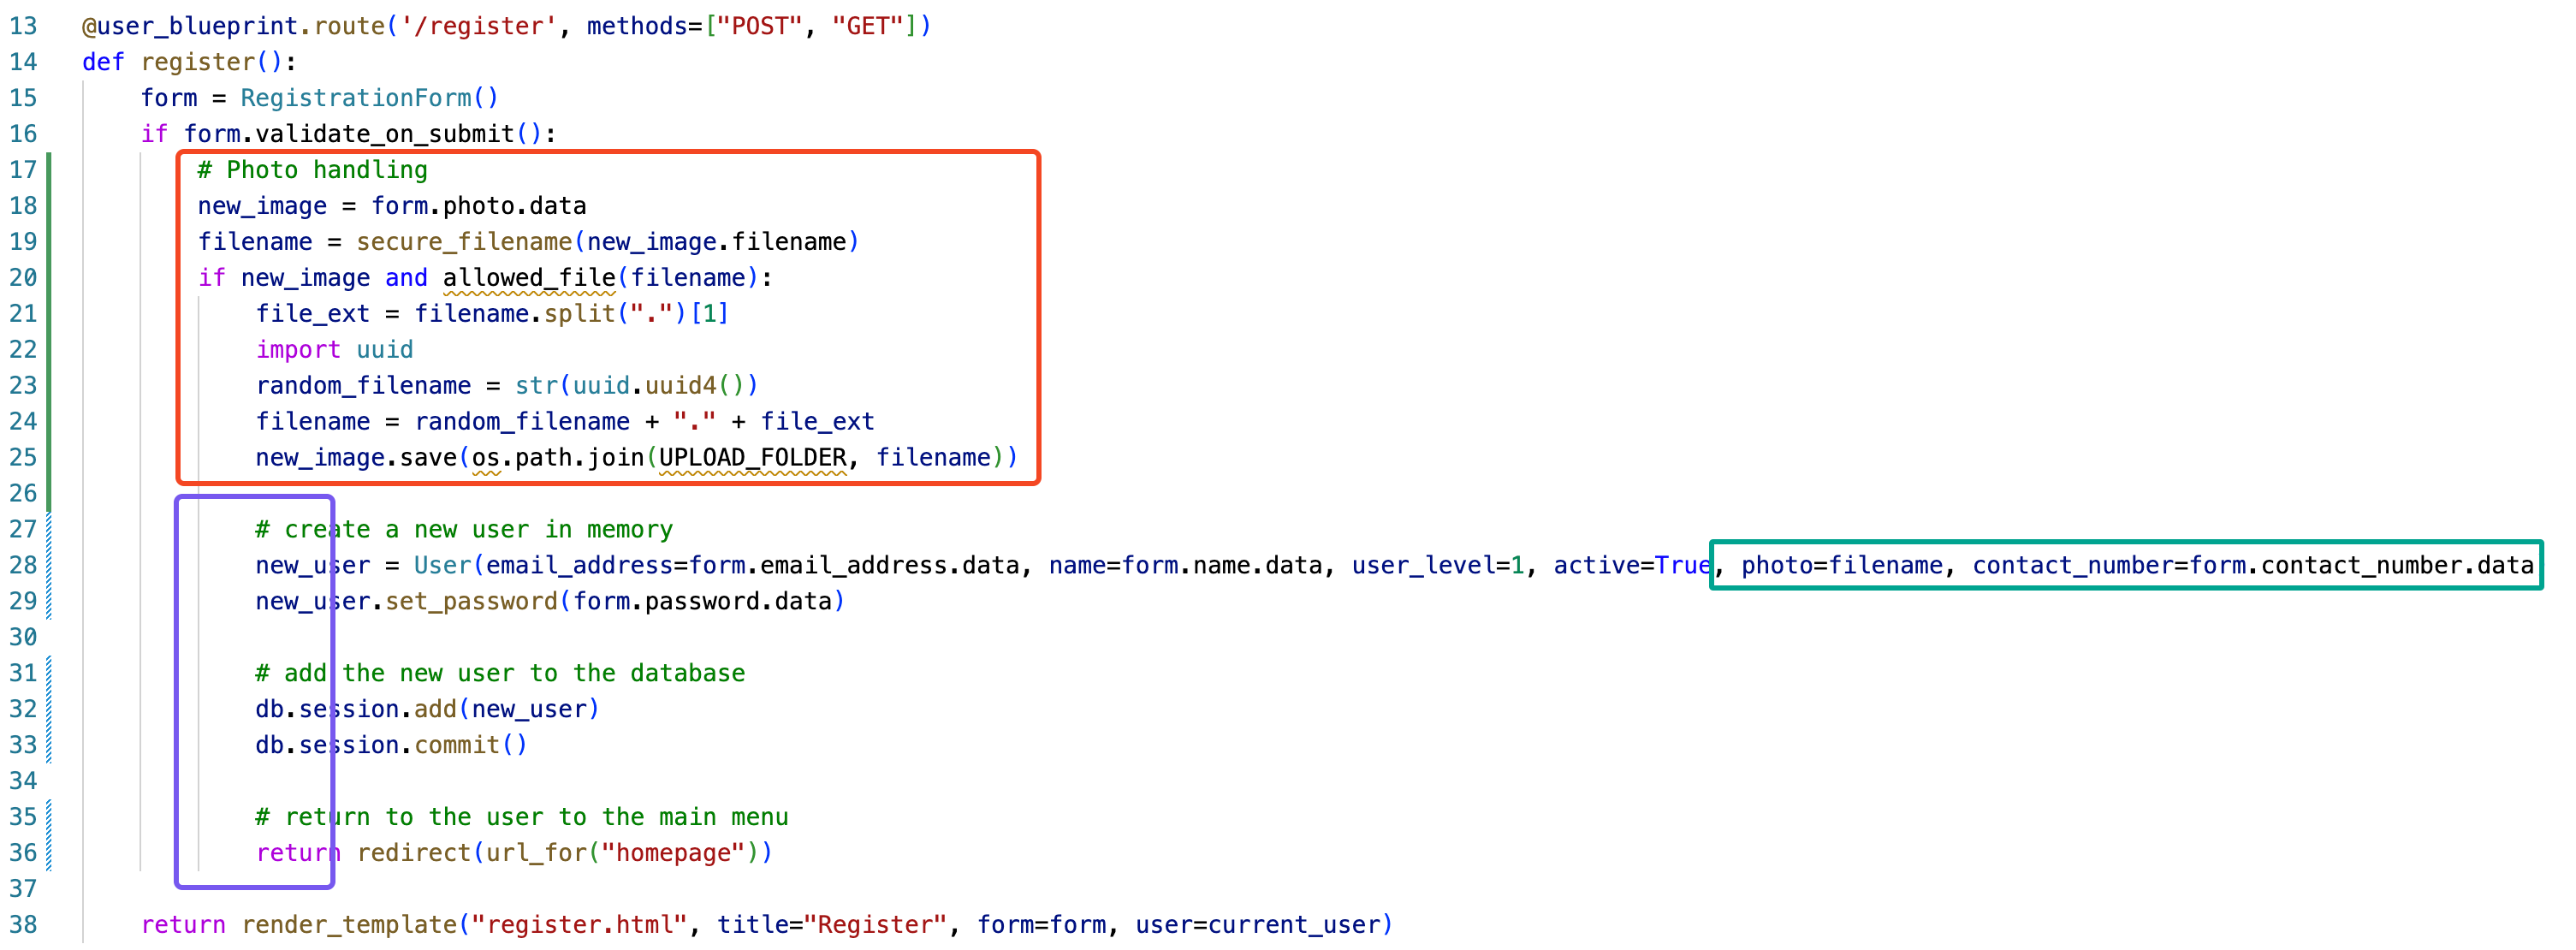 13 @user_blueprint.route('/register', methods=["POST", "GET"])
14 def register():
15     form = RegistrationForm()
16     if form.validate_on_submit():
17         # Photo handling
18         new_image = form.photo.data
19         filename = secure_filename(new_image.filename)
20         if new_image and allowed_file(filename):
21             file_ext = filename.split(".")[1]
22             import uuid
23             random_filename = str(uuid.uuid4())
24             filename = random_filename + "." + file_ext
25             new_image.save(os.path.join(UPLOAD_FOLDER, filename))
26
27             # create a new user in memory
28             new_user = User(email_address=form.email_address.data, name=form.name.data, user_level=1, active=True, photo=filename, contact_number=form.contact_number.data
29             new_user.set_password(form.password.data)
30
31             # add the new user to the database
32             db.session.add(new_user)
33             db.session.commit()
34
35             # return to the user to the main menu
36             return redirect(url_for("homepage"))
37
38     return render_template("register.html", title="Register", form=form, user=current_user)